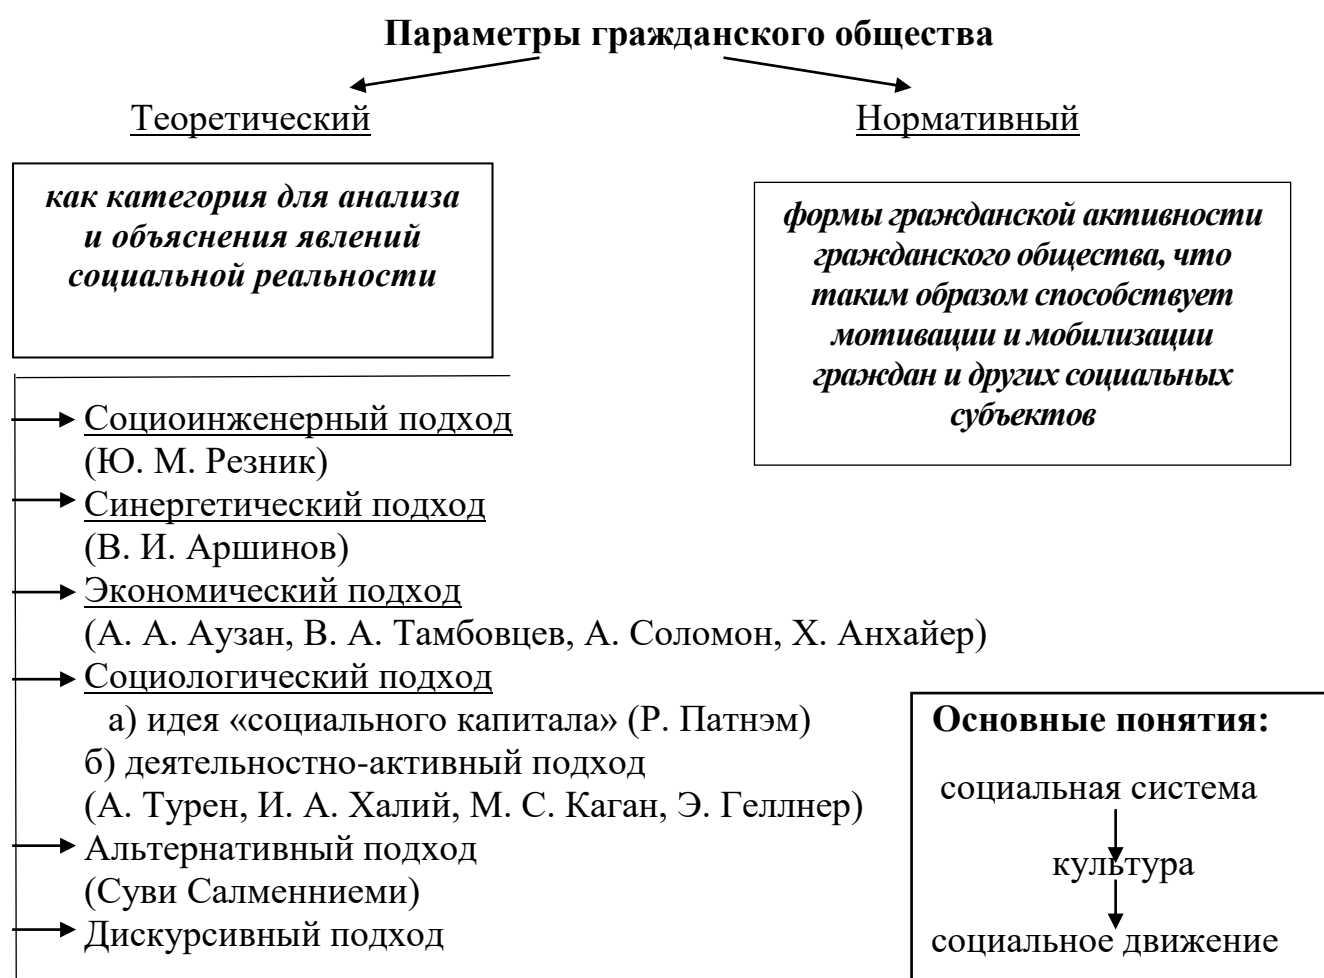 Параметры гражданского общества
Теоретический
Нормативный
как категория для анализа
и объяснения явлений
социальной реальности
формы гражданской активности
гражданского общества, что
таким образом способствует
мотивации и мобилизации
граждан и других социальных
субъектов
Социоинженерный подход
(Ю. М. Резник)
Синергетический подход
(В. И. Аршинов)
Экономический подход
(А. А. Аузан, В. А. Тамбовцев, А. Соломон, Х. Анхайер)
Социологический подход
а) идея «социального капитала» (Р. Патнэм)
б) деятельностно-активный подход
(А. Турен, И. А. Халий, М. С. Каган, Э. Геллнер)
Альтернативный подход
(Суви Салменниеми)
Дискурсивный подход
Основные понятия:
социальная система
культура
социальное движение